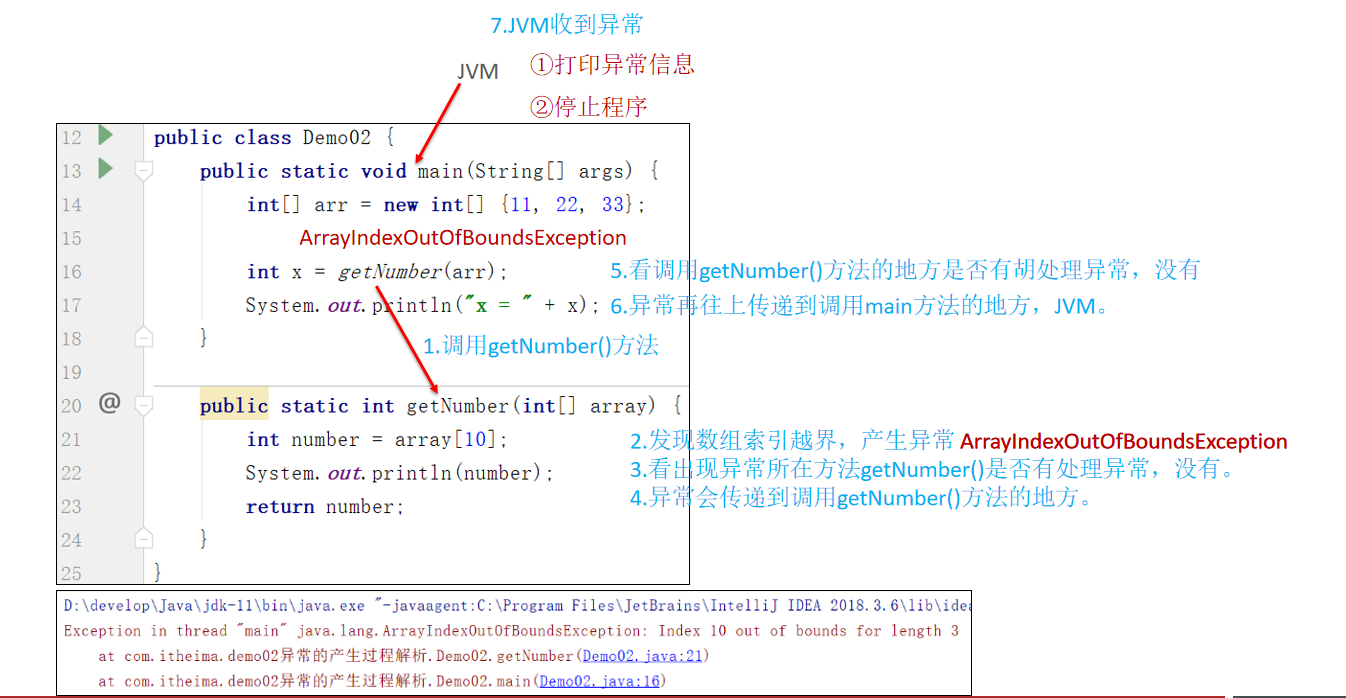 7.JVM收到异常
JVM
①打印异常信息
②停止程序
12 public class Demo02 {
13 public static void main(String[] args) {
14 int[] arr = new int[] {11, 22, 33};
15 ArrayIndexOutOfBoundsException
16 int x = getNumber(arr); 5.看调用getNumber()方法的地方是否有胡处理异常，没有
17 System.out.println("x = " + x); 6.异常再往上传递到调用main方法的地方，JVM。
18 }
1.调用getNumber()方法
19
20 @ public static int getNumber(int[] array) {
21 int number = array[10]; 2.发现数组索引越界，产生异常 ArrayIndexOutOfBoundsException
22 System.out.println(number); 3.看出现异常所在方法getNumber()是否有处理异常，没有。
23 return number; 4.异常会传递到调用getNumber()方法的地方。
24 }
25 }
D:\develop\Java\jdk-11\bin\java.exe "-javaagent:C:\Program Files\JetBrains\IntelliJ IDEA 2018.3.6\lib\idea
Exception in thread "main" java.lang.ArrayIndexOutOfBoundsException: Index 10 out of bounds for length 3
at com.itheima.demo02异常的产生过程解析.Demo02.getNumber(Demo02.java:21)
at com.itheima.demo02异常的产生过程解析.Demo02.main(Demo02.java:16)